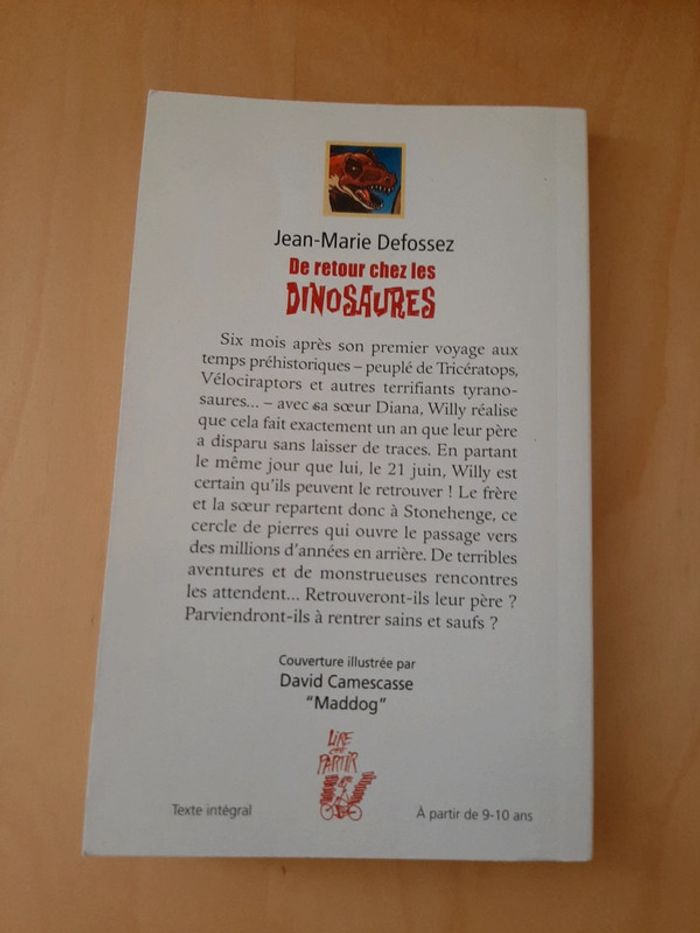 Jean-Marie Defossez
De retour chez les
DINOSAURES
Six mois après son premier voyage aux
temps préhistoriques – peuplé de Tricératops,
Vélociraptors et autres terrifiants tyrano-
saures... – avec sa sœur Diana, Willy réalise
que cela fait exactement un an que leur père
a disparu sans laisser de traces. En partant
le même jour que lui, le 21 juin, Willy est
certain qu'ils peuvent le retrouver ! Le frère
et la sœur repartent donc à Stonehenge, ce
cercle de pierres qui ouvre le passage vers
des millions d'années en arrière. De terribles
aventures et de monstrueuses rencontres
les attendent... Retrouveront-ils leur père ?
Parviendront-ils à rentrer sains et saufs ?
Couverture illustrée par
David Camescasse
"Maddog"
LIRE
C'EST
PARTIR
Texte intégral
À partir de 9-10 ans